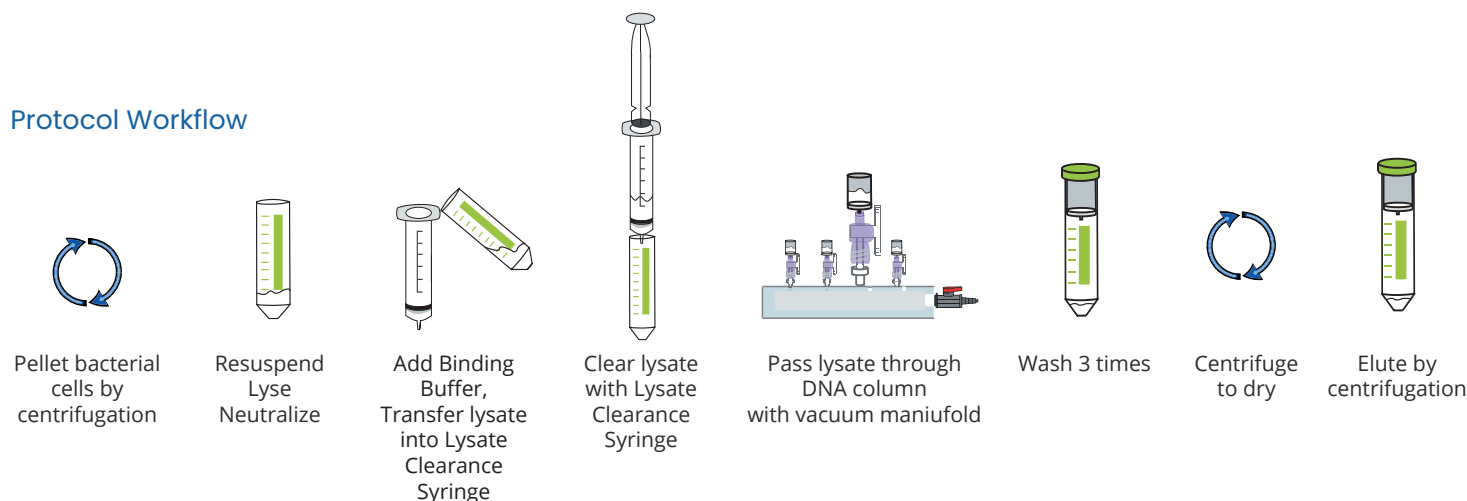 Protocol Workflow
Pellet bacterial
cells by
centrifugation
Resuspend
Lyse
Neutralize
Add Binding
Buffer,
Transfer lysate
into Lysate
Clearance
Syringe
Clear lysate
with Lysate
Clearance
Syringe
Pass lysate through
DNA column
with vacuum maniufold
Wash 3 times
Centrifuge
to dry
Elute by
centrifugation